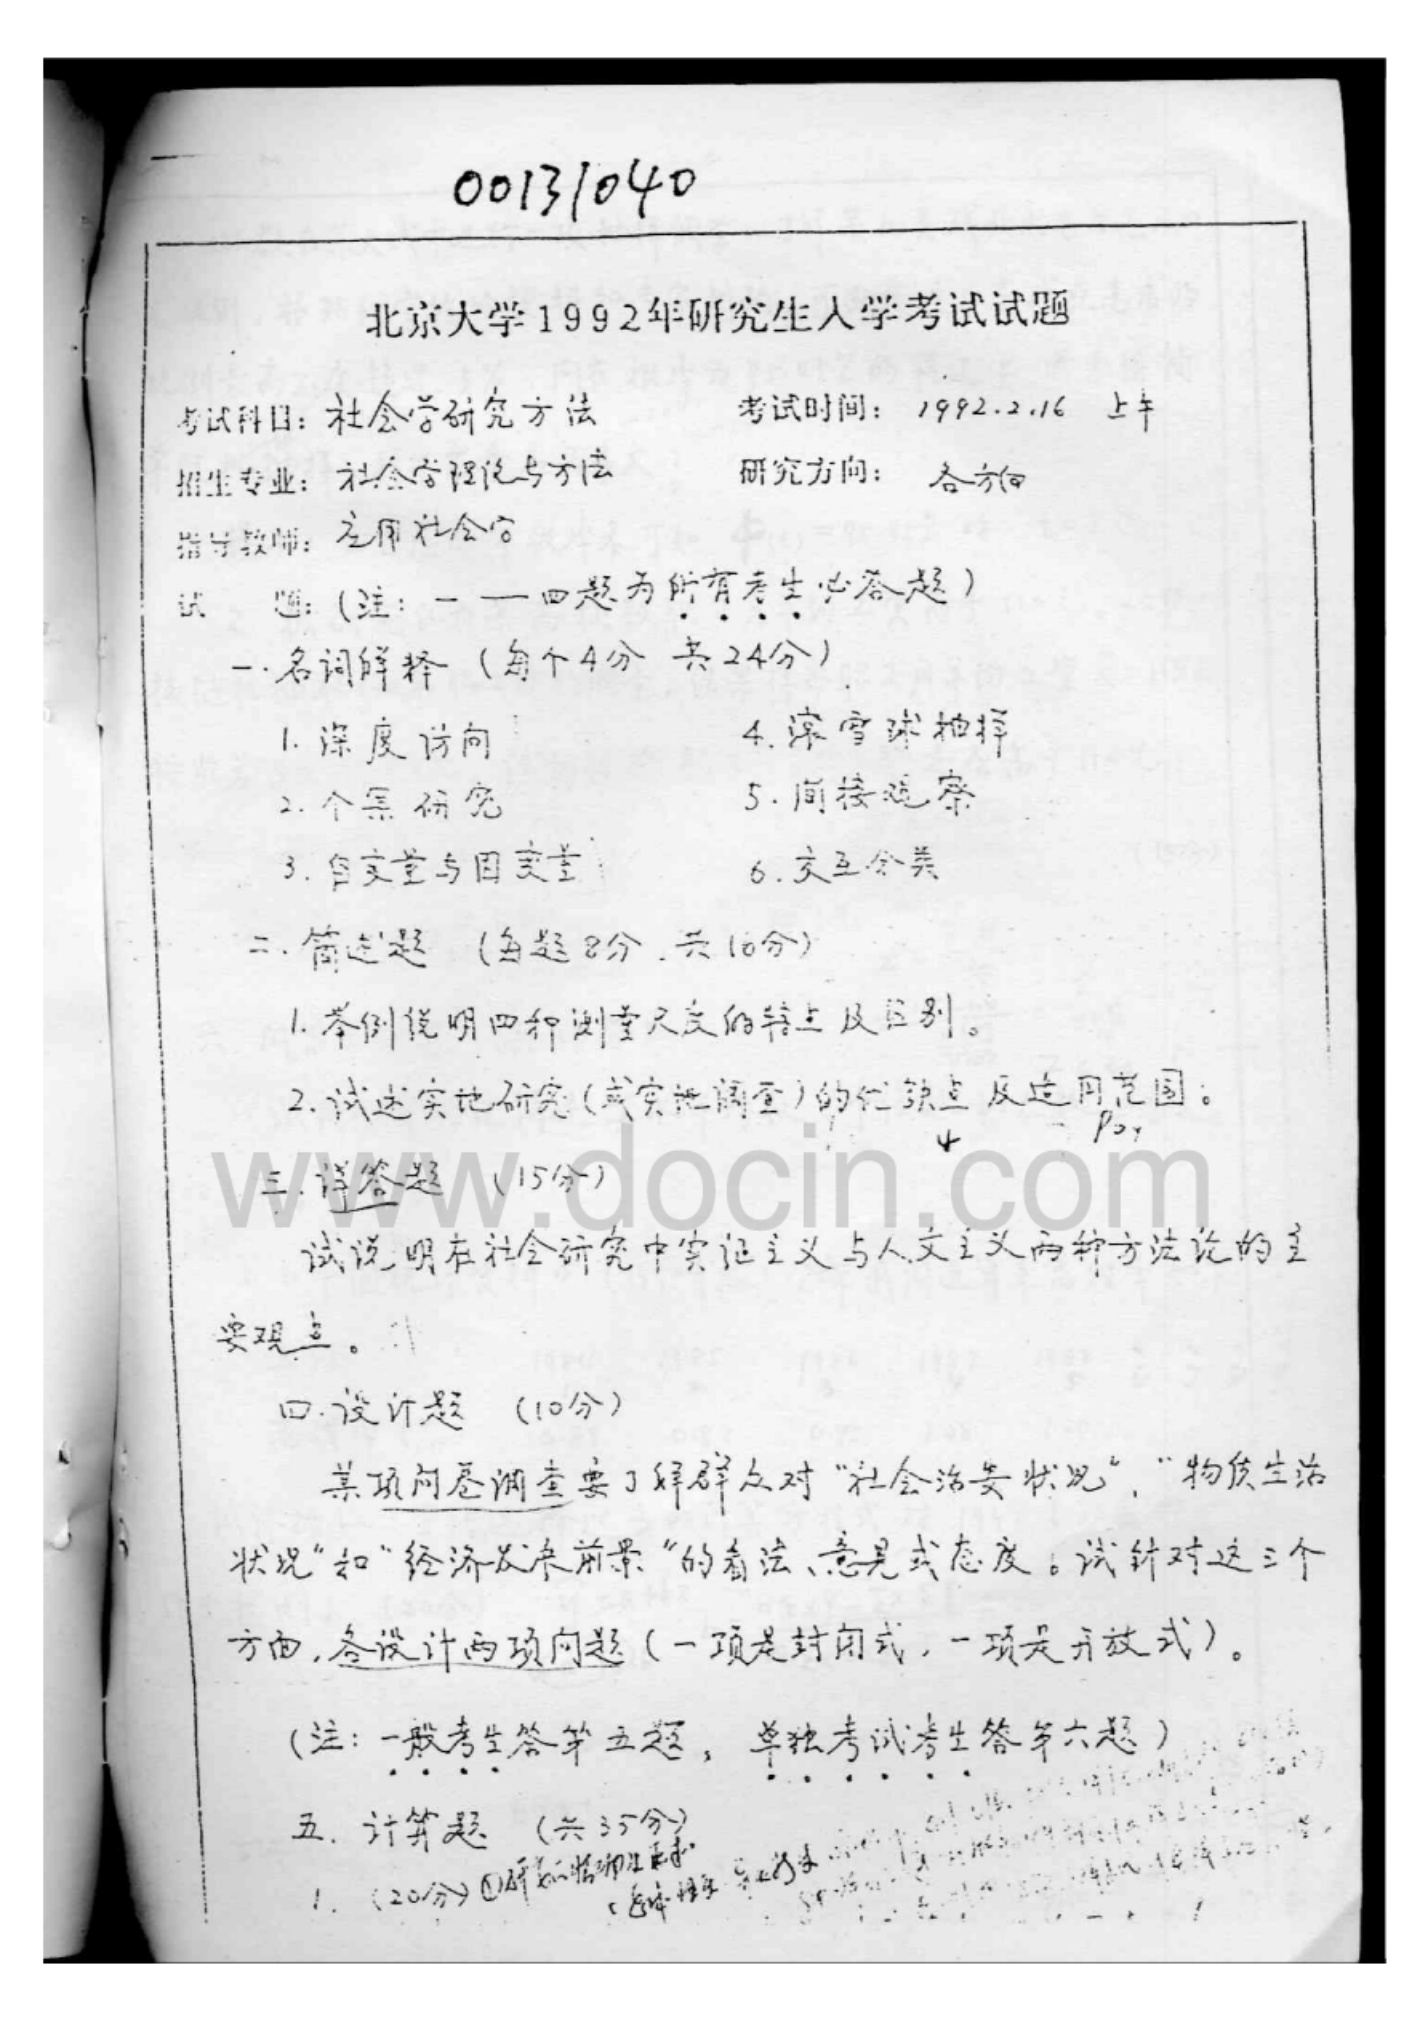 00131040
北京大学1992年研究生入学考试试题
考试科目: 社会学研究方法 考试时间: 1992.2.16 上午
招生专业: 社会学理论与方法 研究方向: 各方向
指导教师: 应用社会学
试 题: (注: 一——四题为所有考生必答题)
一. 名词解释 (每个4分 共24分)
1. 深度访问 4. 滚雪球抽样
2. 个案研究 5. 间接观察
3. 自变量与因变量 6. 交互分类
二. 简述题 (每题8分. 共16分)
1. 举例说明四种测量尺度的特点及区别。
2. 试述实地研究(或实地调查)的优缺点及适用范围。
三. 详答题 (15分)
试说明在社会研究中实证主义与人文主义两种方法论的主
要观点。
四. 设计题 (10分)
某项问卷调查要了解群众对“社会治安状况”, “物质生活
状况”和“经济发展前景”的看法、意见或态度。试针对这三个
方面, 各设计两项问题(一项是封闭式, 一项是开放式)。
(注: 一般考生答第五题, 单独考试考生答第六题)
五. 计算题 (共35分)
1. (20分)
www.docin.com